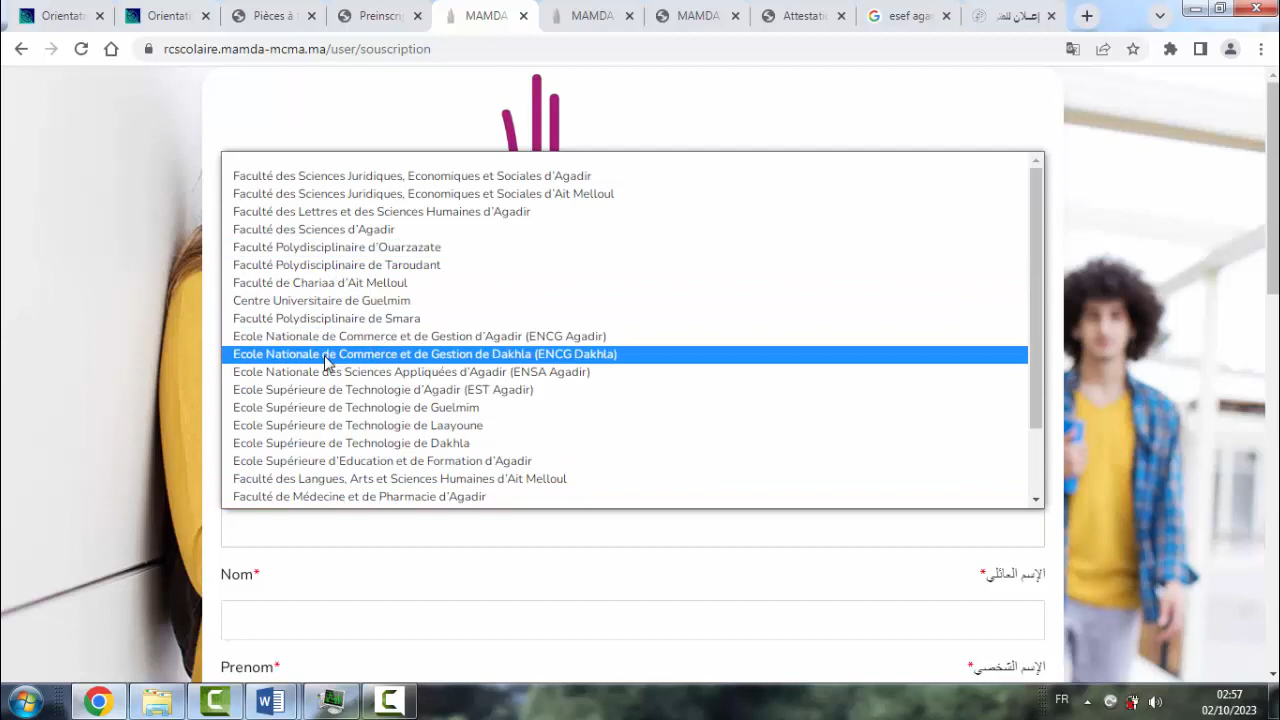 Orientati
Orientati
Pièces à f
Preinscrip
MAMDA
MAMDA
MAMDA
Attestati
esef agar
إعلان للمتر
rcscolaire.mamda-mcma.ma/user/souscription
Faculté des Sciences Juridiques, Economiques et Sociales d'Agadir
Faculté des Sciences Juridiques, Economiques et Sociales d'Ait Melloul
Faculté des Lettres et des Sciences Humaines d'Agadir
Faculté des Sciences d'Agadir
Faculté Polydisciplinaire d'Ouarzazate
Faculté Polydisciplinaire de Taroudant
Faculté de Chariaa d'Ait Melloul
Centre Universitaire de Guelmim
Faculté Polydisciplinaire de Smara
Ecole Nationale de Commerce et de Gestion d'Agadir (ENCG Agadir)
Ecole Nationale de Commerce et de Gestion de Dakhla (ENCG Dakhla)
Ecole Nationale des Sciences Appliquées d'Agadir (ENSA Agadir)
Ecole Supérieure de Technologie d'Agadir (EST Agadir)
Ecole Supérieure de Technologie de Guelmim
Ecole Supérieure de Technologie de Laayoune
Ecole Supérieure de Technologie de Dakhla
Ecole Supérieure d'Education et de Formation d'Agadir
Faculté des Langues, Arts et Sciences Humaines d'Ait Melloul
Faculté de Médecine et de Pharmacie d'Agadir
Nom*
الإسم العائلي*
Prenom*
الإسم الشخصي*
FR
02:57
02/10/2023